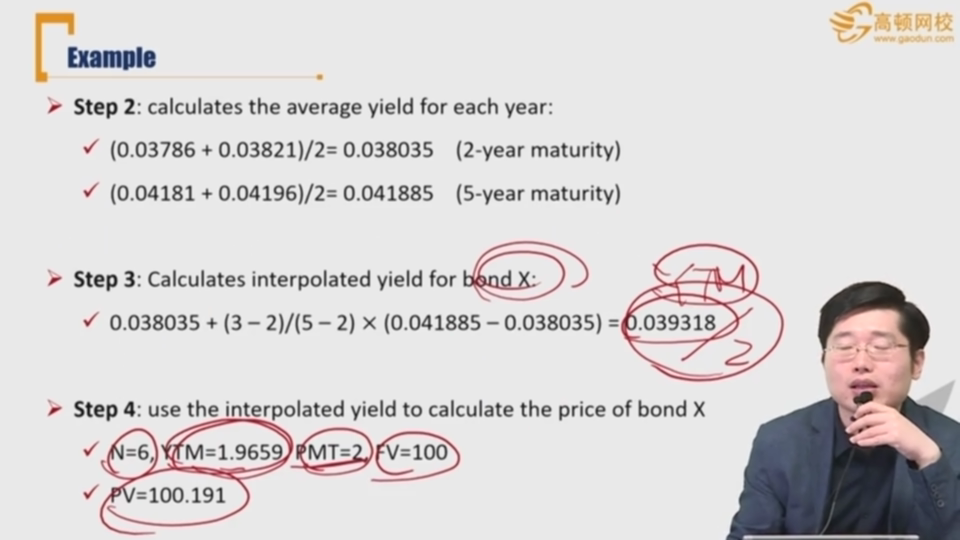 高顿网校
www.gaodun.com
Example
Step 2: calculates the average yield for each year:
(0.03786 + 0.03821)/2= 0.038035 (2-year maturity)
(0.04181 + 0.04196)/2= 0.041885 (5-year maturity)
Step 3: Calculates interpolated yield for bond X:
YTM
0.038035 + (3 – 2)/(5 – 2) × (0.041885 – 0.038035) = 0.039318
/2
Step 4: use the interpolated yield to calculate the price of bond X
N=6, YTM=1.9659, PMT=2, FV=100
PV=100.191